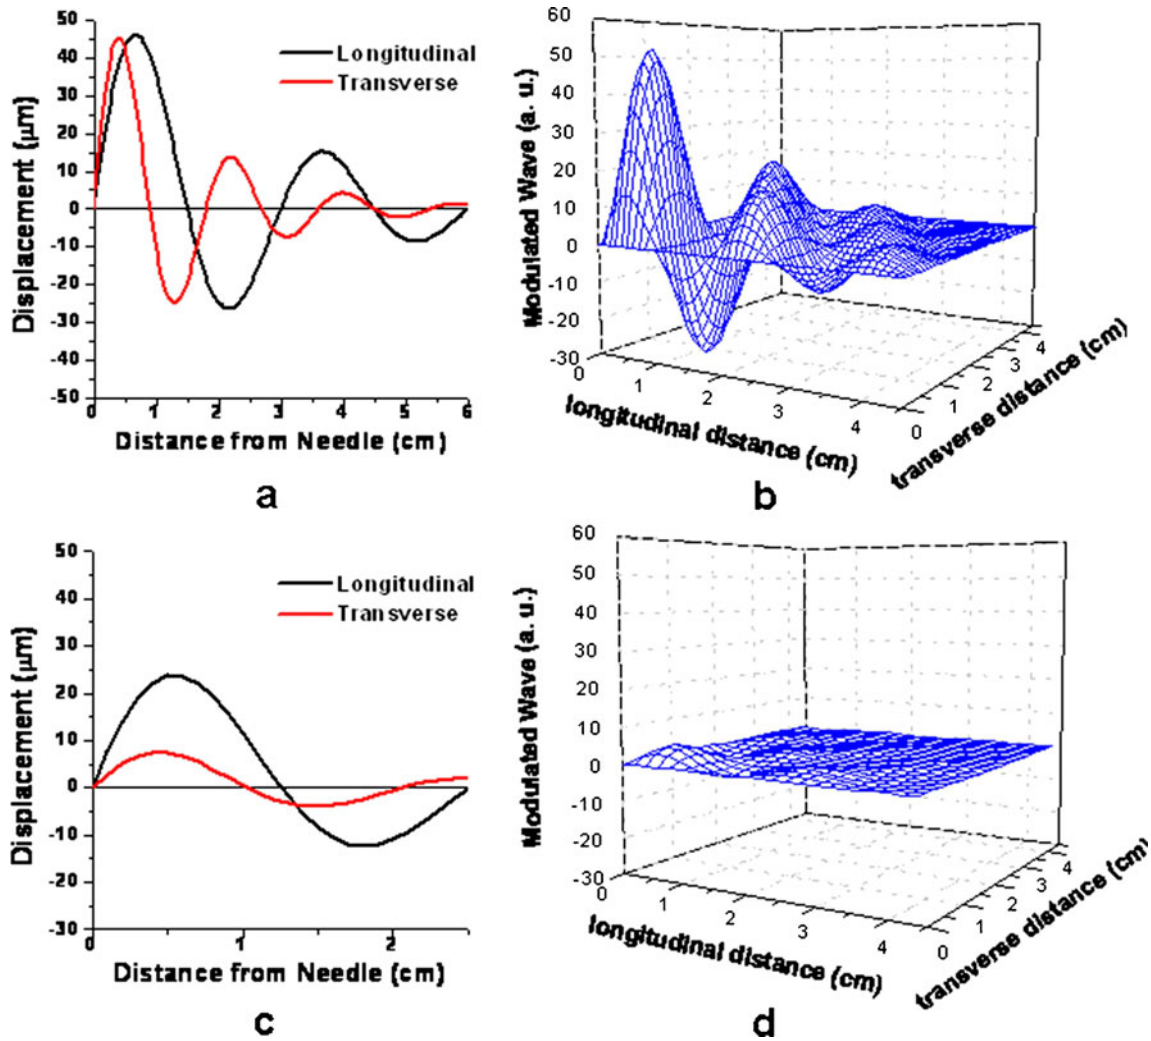 50
40
30
20
10
0
-10
-20
-30
-40
-50
Displacement (µm)
Longitudinal
Transverse
0 1 2 3 4 5 6
Distance from Needle (cm)
a
60
50
40
30
20
10
0
-10
-20
-30
Modulated Wave (a. u.)
0 1 2 3 4
longitudinal distance (cm)
0 1 2 3 4
transverse distance (cm)
b
50
40
30
20
10
0
-10
-20
-30
Displacement (µm)
Longitudinal
Transverse
0 1 2
Distance from Needle (cm)
c
60
50
40
30
20
10
0
-10
-20
-30
Modulated Wave (a. u.)
0 1 2 3 4
longitudinal distance (cm)
0 1 2 3 4
transverse distance (cm)
d